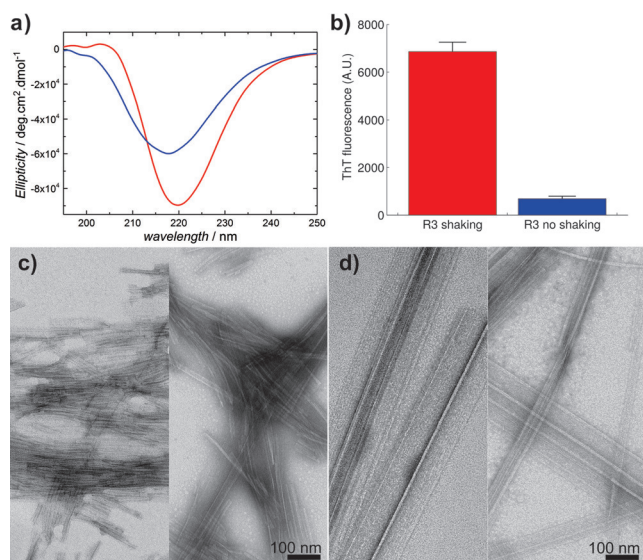 a)
Ellipticity / deg.cm².dmol⁻¹
0
-2x10⁴
-4x10⁴
-6x10⁴
-8x10⁴
200
210
220
230
240
250
wavelength / nm
b)
ThT fluorescence (A.U.)
8000
6000
4000
2000
0
R3 shaking
R3 no shaking
c)
100 nm
d)
100 nm